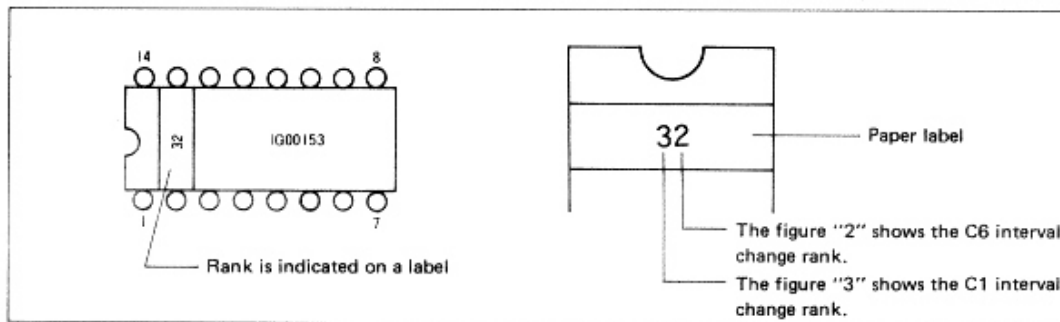 14 8
32 IG00153
1 7
Rank is indicated on a label
32
Paper label
The figure "2" shows the C6 interval
change rank.
The figure "3" shows the C1 interval
change rank.